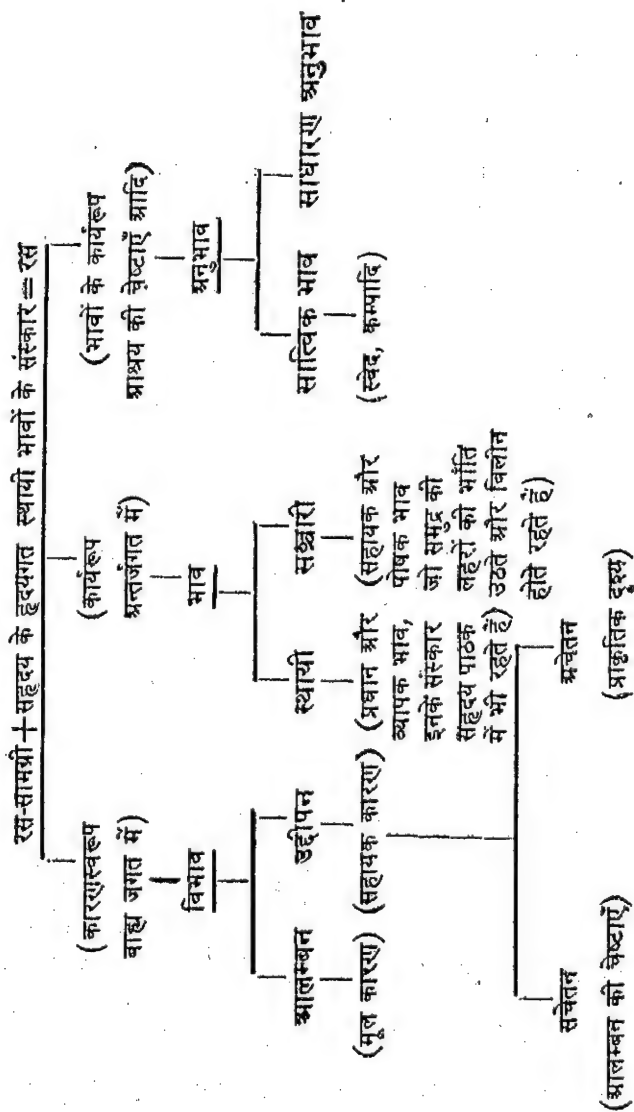 रस-सामग्री+सहृदय के हृदयगत स्थायी भावों के संस्कार=रस
(कारणस्वरूप
वाह्य जगत में)
विभाव
आलम्बन
(मूल कारण)
उद्दीपन
(सहायक कारण)
सचेतन
(आलम्बन की चेष्टाएँ)
अचेतन
(प्राकृतिक दृश्य)
(कार्यरूप
अन्तर्जगत में)
भाव
स्थायी
(प्रधान और
व्यापक भाव,
इनके संस्कार
सहृदय पाठक
में भी रहते हैं)
सञ्चारी
(सहायक और
पोषक भाव
जो समुद्र की
लहरों की भाँति
उठते और विलीन
होते रहते हैं)
(भावों के कार्यरूप
आश्रय की चेष्टाएँ आदि)
अनुभाव
सात्विक भाव
(स्वेद, कम्पादि)
साधारण अनुभाव